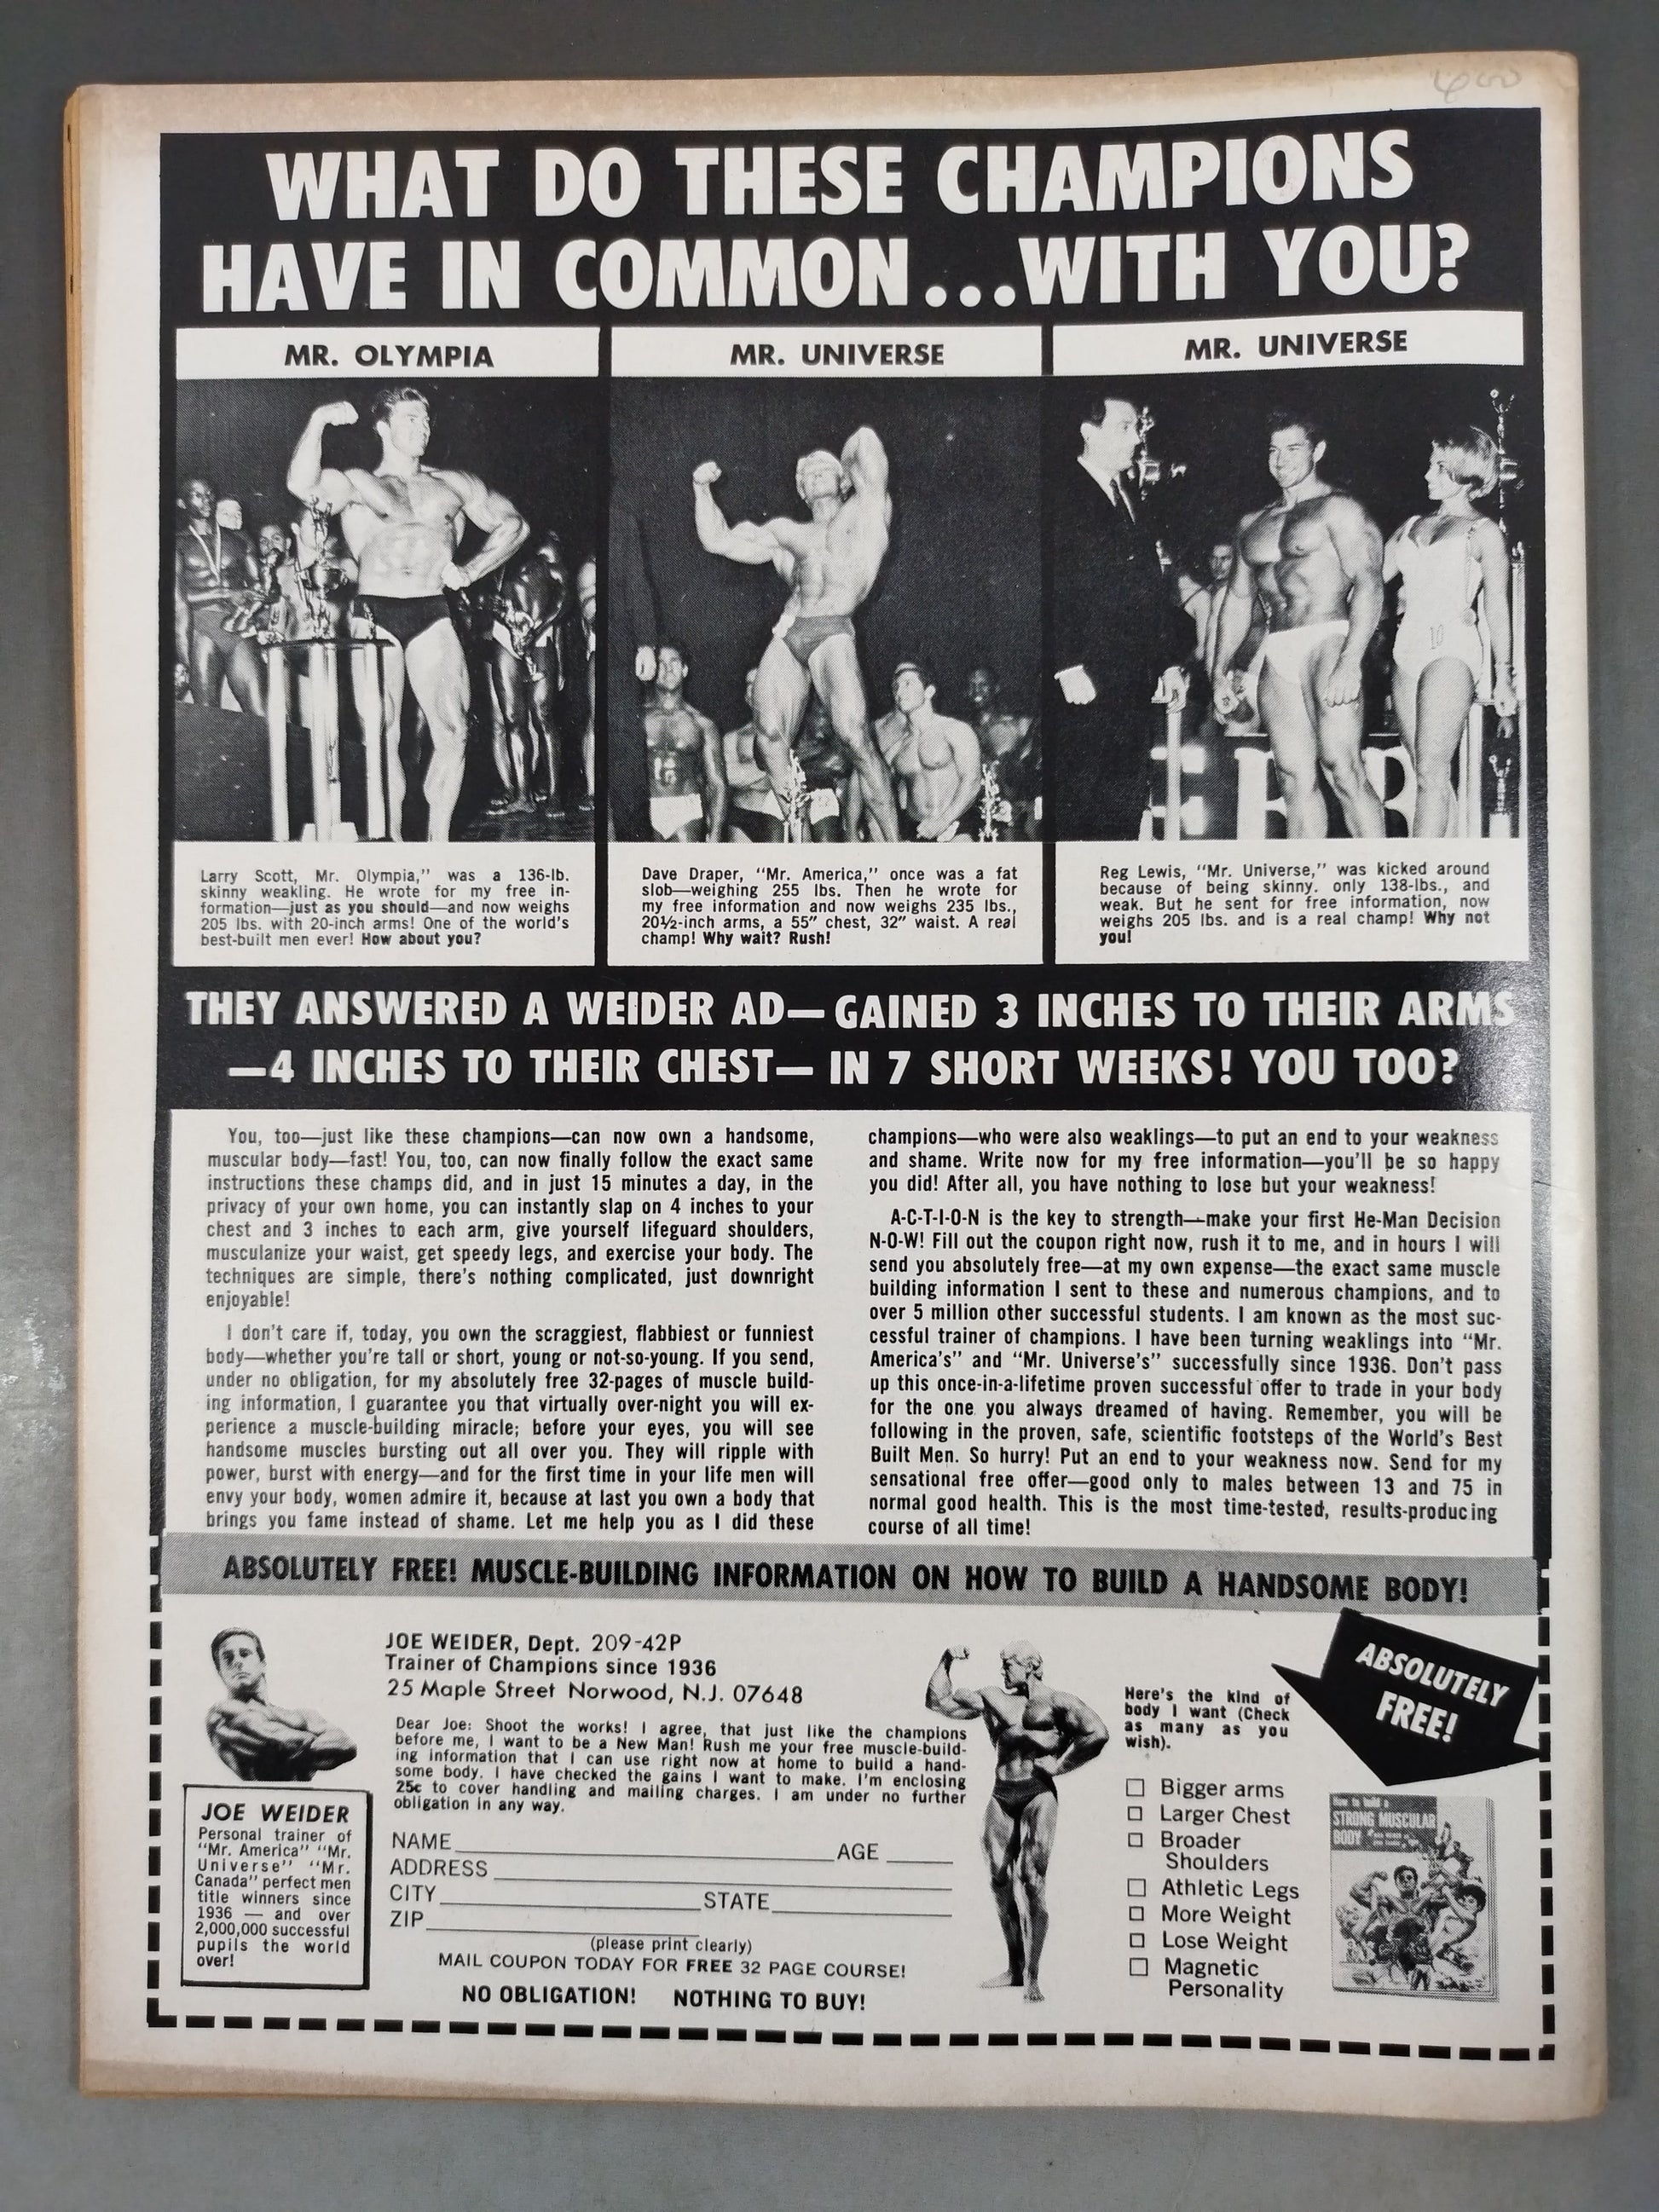 WHAT DO THESE CHAMPIONS
HAVE IN COMMON...WITH YOU?
MR. OLYMPIA
MR. UNIVERSE
MR. UNIVERSE
Larry Scott, Mr. Olympia,” was a 136-lb.
skinny weakling. He wrote for my free in-
formation—just as you should—and now weighs
205 lbs. with 20-inch arms! One of the world's
best-built men ever! How about you?
Dave Draper, “Mr. America,” once was a fat
slob—weighing 255 lbs. Then he wrote for
my free information and now weighs 235 lbs.,
20½-inch arms, a 55” chest, 32” waist. A real
champ! Why wait? Rush!
Reg Lewis, “Mr. Universe,” was kicked around
because of being skinny. only 138-lbs., and
weak. But he sent for free information, now
weighs 205 lbs. and is a real champ! Why not
you!
THEY ANSWERED A WEIDER AD—GAINED 3 INCHES TO THEIR ARMS
—4 INCHES TO THEIR CHEST—IN 7 SHORT WEEKS! YOU TOO?
You, too—just like these champions—can now own a handsome,
muscular body—fast! You, too, can now finally follow the exact same
instructions these champs did, and in just 15 minutes a day, in the
privacy of your own home, you can instantly slap on 4 inches to your
chest and 3 inches to each arm, give yourself lifeguard shoulders,
musculanize your waist, get speedy legs, and exercise your body. The
techniques are simple, there's nothing complicated, just downright
enjoyable!
I don't care if, today, you own the scraggiest, flabbiest or funniest
body—whether you're tall or short, young or not-so-young. If you send,
under no obligation, for my absolutely free 32-pages of muscle build-
ing information, I guarantee you that virtually over-night you will ex-
perience a muscle-building miracle; before your eyes, you will see
handsome muscles bursting out all over you. They will ripple with
power, burst with energy—and for the first time in your life men will
envy your body, women admire it, because at last you own a body that
brings you fame instead of shame. Let me help you as I did these
champions—who were also weaklings—to put an end to your weakness
and shame. Write now for my free information—you'll be so happy
you did! After all, you have nothing to lose but your weakness!
A-C-T-I-O-N is the key to strength—make your first He-Man Decision
N-O-W! Fill out the coupon right now, rush it to me, and in hours I will
send you absolutely free—at my own expense—the exact same muscle
building information I sent to these and numerous champions, and to
over 5 million other successful students. I am known as the most suc-
cessful trainer of champions. I have been turning weaklings into “Mr.
America's” and “Mr. Universe's” successfully since 1936. Don't pass
up this once-in-a-lifetime proven successful offer to trade in your body
for the one you always dreamed of having. Remember, you will be
following in the proven, safe, scientific footsteps of the World's Best
Built Men. So hurry! Put an end to your weakness now. Send for my
sensational free offer—good only to males between 13 and 75 in
normal good health. This is the most time-tested, results-producing
course of all time!
ABSOLUTELY FREE! MUSCLE-BUILDING INFORMATION ON HOW TO BUILD A HANDSOME BODY!
JOE WEIDER, Dept. 209-42P
Trainer of Champions since 1936
25 Maple Street Norwood, N.J. 07648
Dear Joe: Shoot the works! I agree, that just like the champions
before me, I want to be a New Man! Rush me your free muscle-build-
ing information that I can use right now at home to build a hand-
some body. I have checked the gains I want to make. I'm enclosing
25c to cover handling and mailing charges. I am under no further
obligation in any way.
NAME AGE
ADDRESS
CITY STATE
ZIP
(please print clearly)
MAIL COUPON TODAY FOR FREE 32 PAGE COURSE!
NO OBLIGATION! NOTHING TO BUY!
JOE WEIDER
Personal trainer of
“Mr. America” “Mr.
Universe” “Mr.
Canada” perfect men
title winners since
1936 — and over
2,000,000 successful
pupils the world
over!
Here's the kind of
body I want (Check
as many as you
wish).
Bigger arms
Larger Chest
Broader
Shoulders
Athletic Legs
More Weight
Lose Weight
Magnetic
Personality
ABSOLUTELY
FREE!
How to build a
STRONG MUSCULAR
BODY